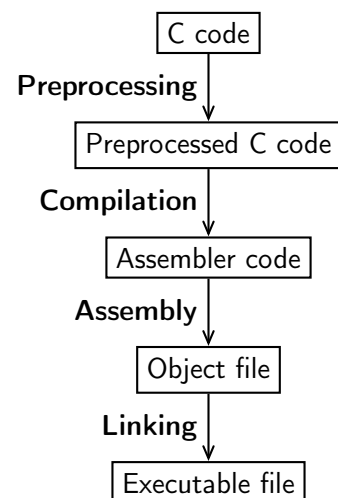 C code
Preprocessing
Preprocessed C code
Compilation
Assembler code
Assembly
Object file
Linking
Executable file